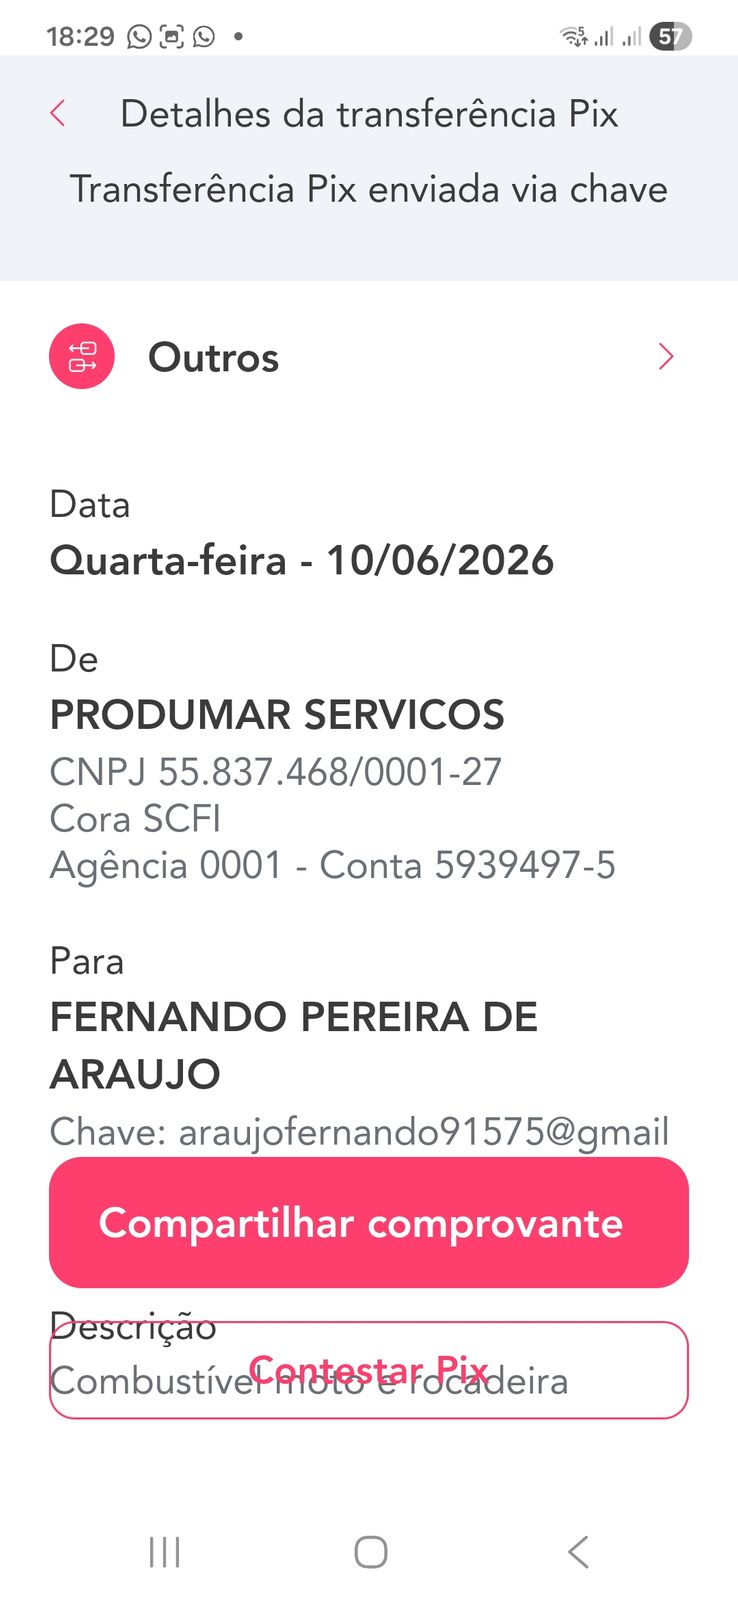 18:29
57
Detalhes da transferência Pix
Transferência Pix enviada via chave
Outros
Data
Quarta-feira - 10/06/2026
De
PRODUMAR SERVICOS
CNPJ 55.837.468/0001-27
Cora SCFI
Agência 0001 - Conta 5939497-5
Para
FERNANDO PEREIRA DE
ARAUJO
Chave: araujofernando91575@gmail
Compartilhar comprovante
Descrição
Contestar Pix
Combustível moto e rocadeira